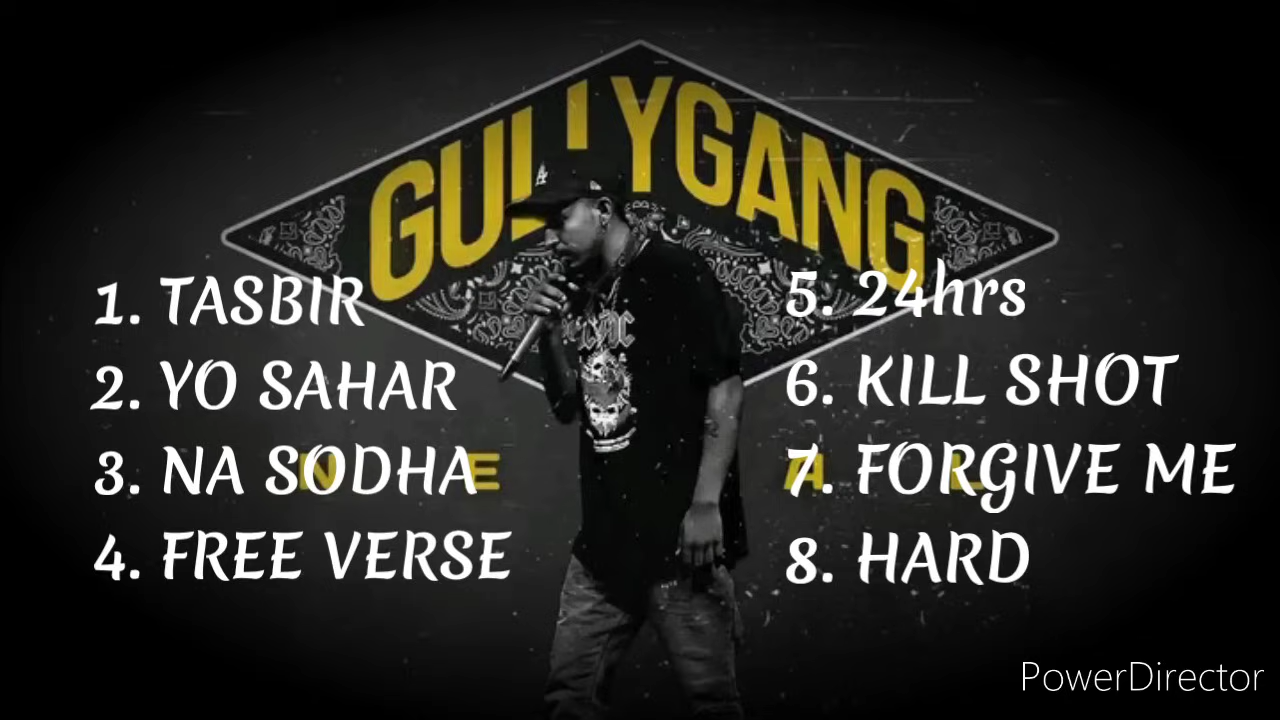 GULLYGANG
1. TASBIR
2. YO SAHAR
3. NA SODHA
4. FREE VERSE
5. 24hrs
6. KILL SHOT
7. FORGIVE ME
8. HARD
N E A L
PowerDirector